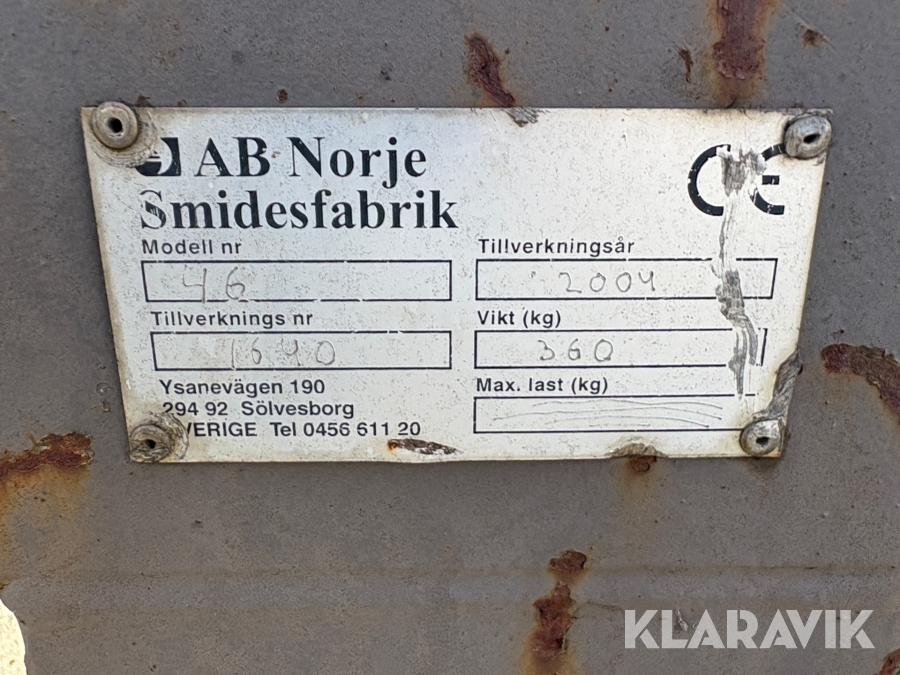 AB Norje
Smidesfabrik
CE
Modell nr
46
Tillverkningsår
2004
Tillverknings nr
1640
Vikt (kg)
360
Max. last (kg)
Ysanevägen 190
294 92 Sölvesborg
SVERIGE Tel 0456 611 20
KLARAVIK